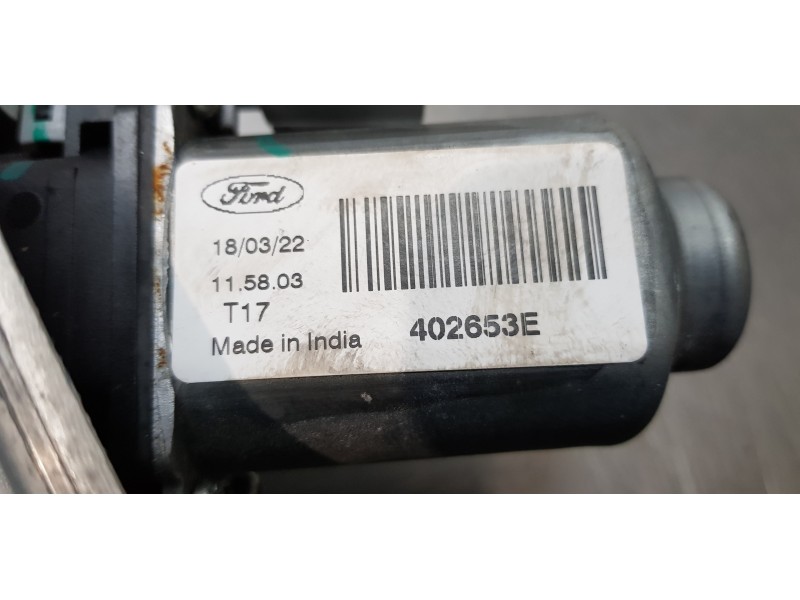 Ford
18/03/22
11.58.03
T17
Made in India
402653E